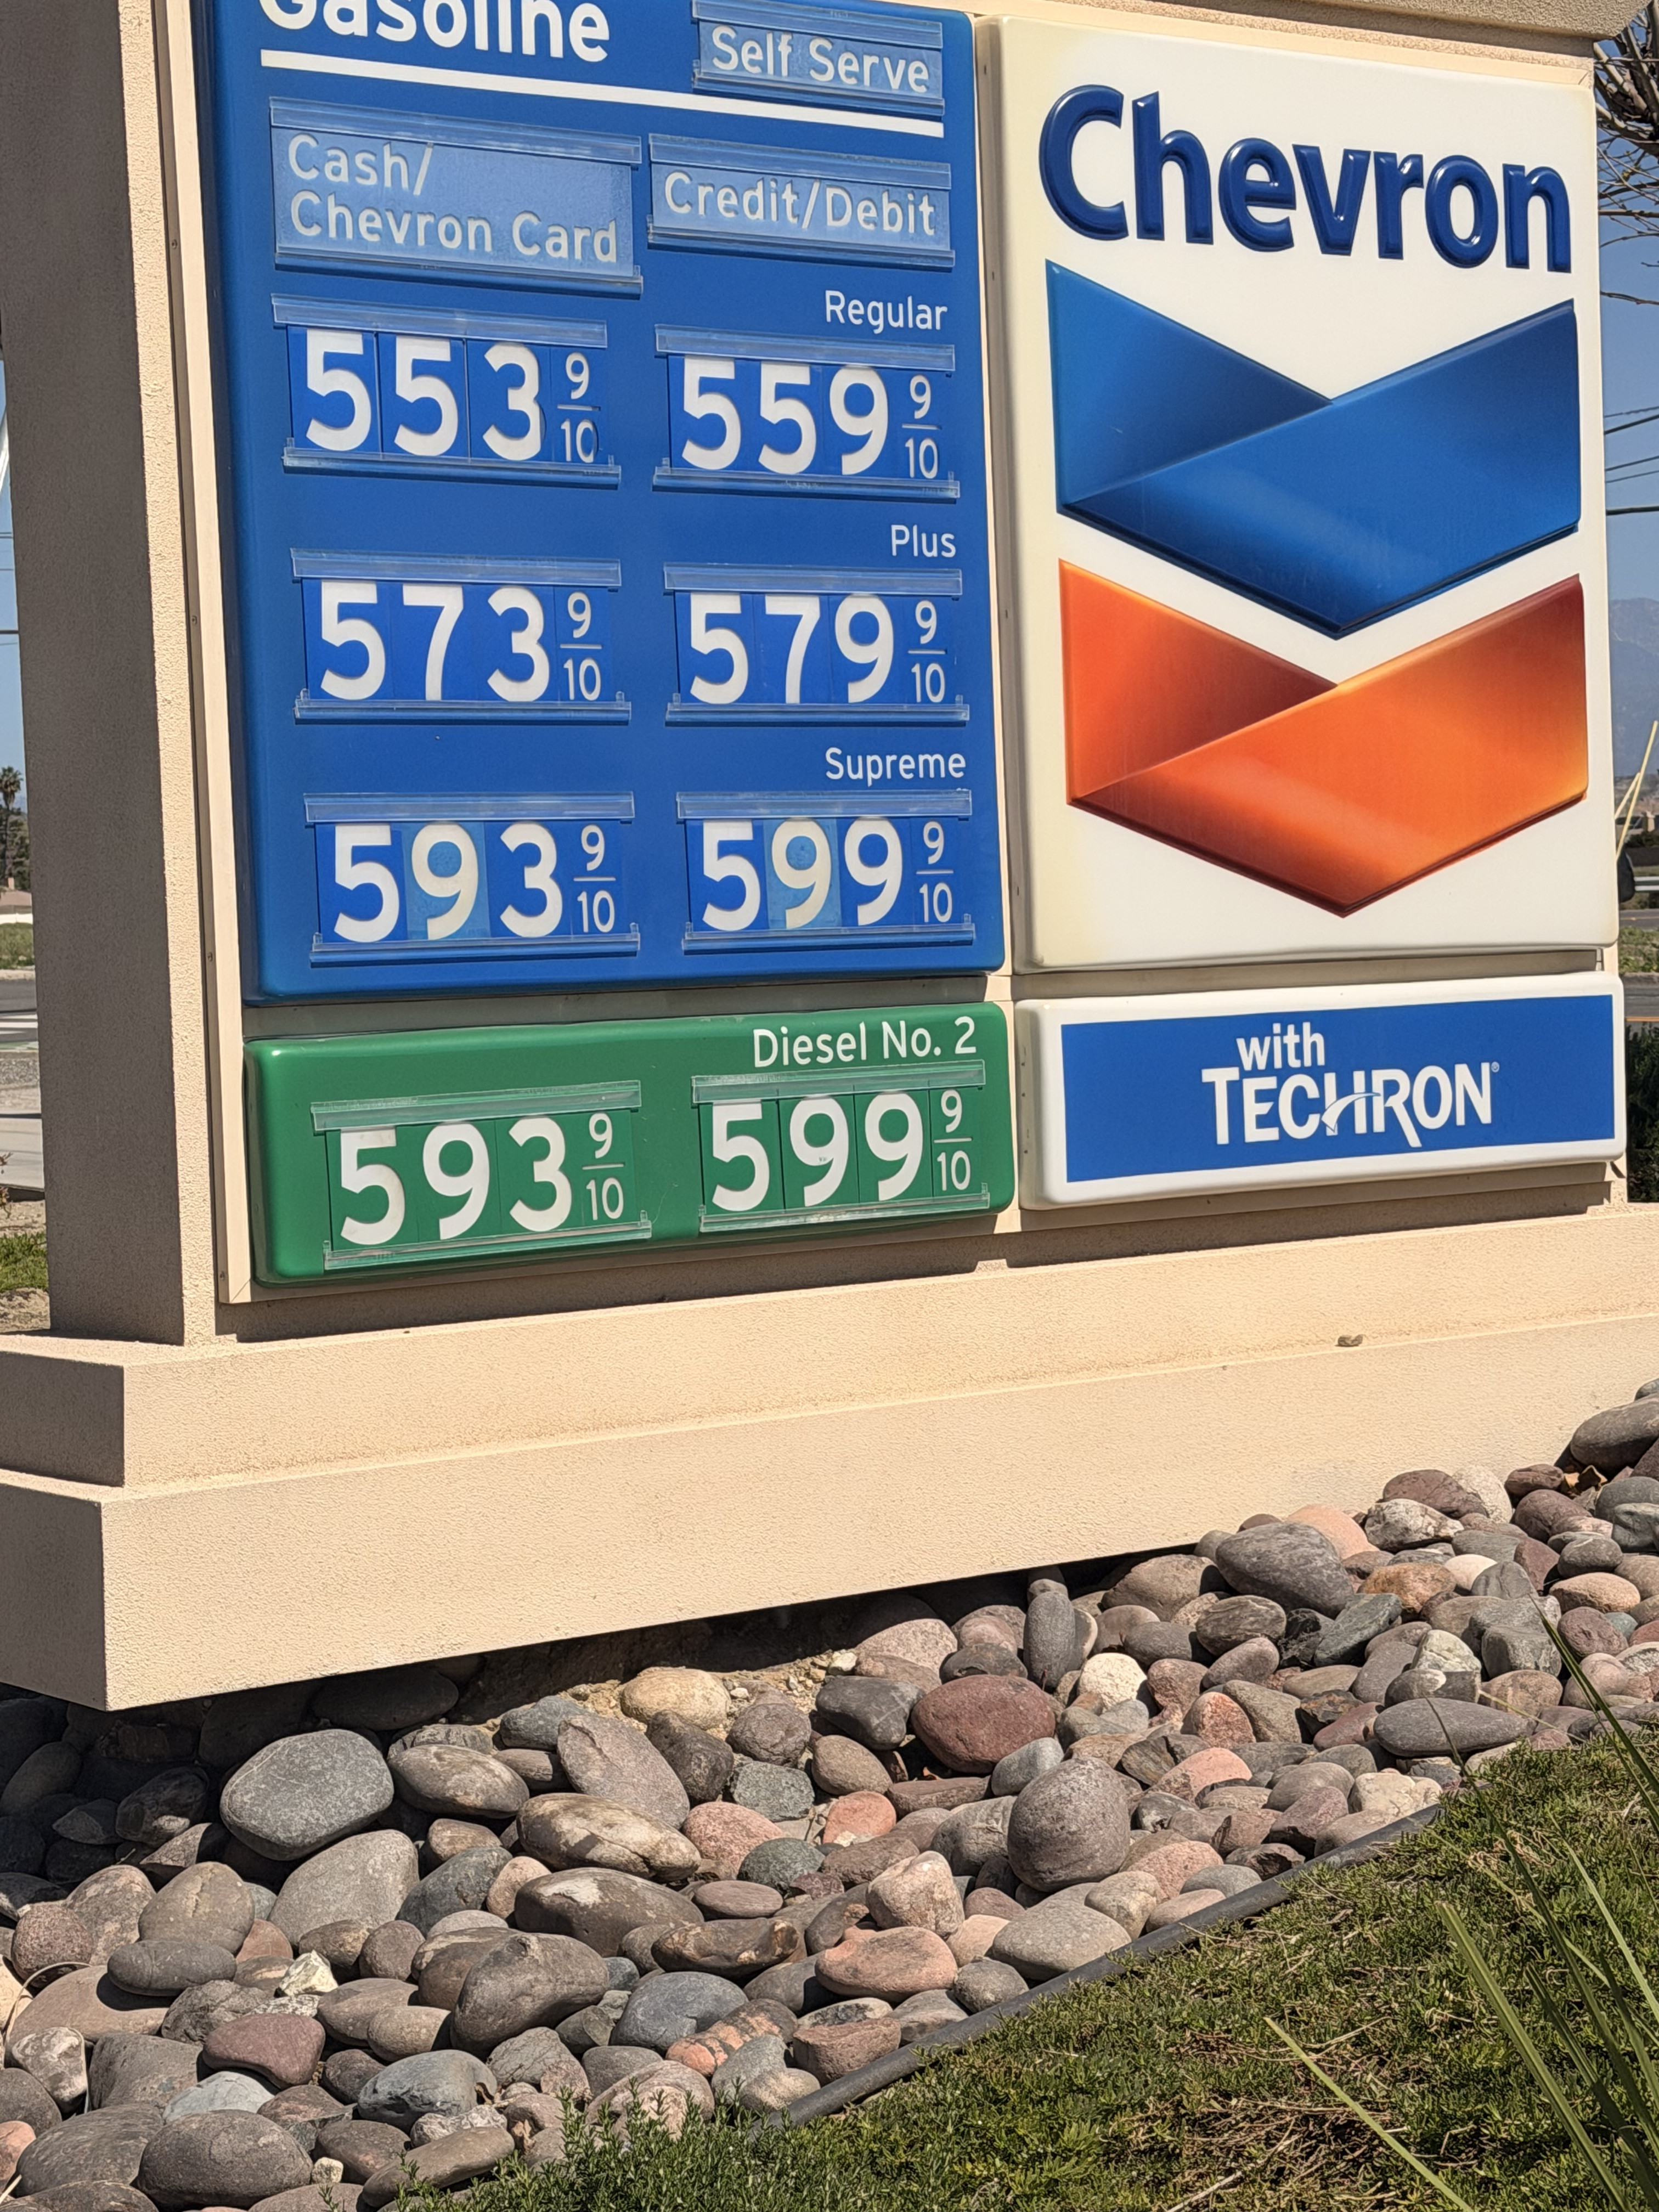 Gasoline
Self Serve
Cash/
Chevron Card
Credit/Debit
Regular
553 9/10
559 9/10
Plus
573 9/10
579 9/10
Supreme
593 9/10
599 9/10
Diesel No. 2
593 9/10
599 9/10
Chevron
with
TECHRON®